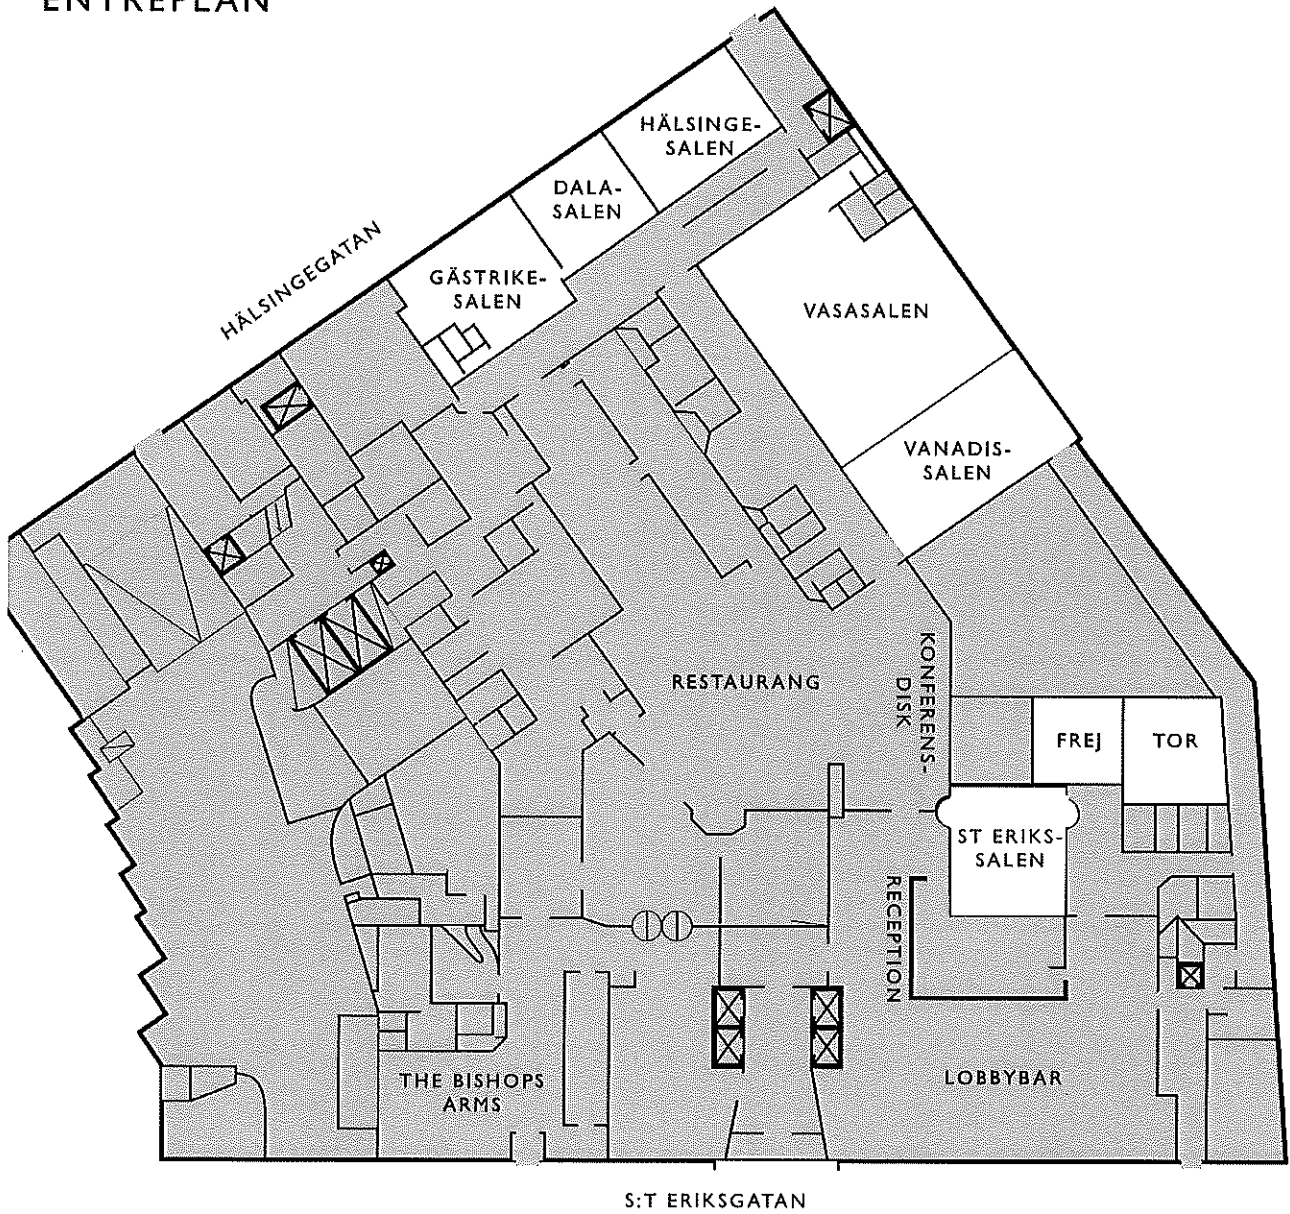 ENTRÉPLAN
HÄLSINGE-
SALEN
DALA-
SALEN
HÄLSINGEGATAN
GÄSTRIKE-
SALEN
VASASALEN
VANADIS-
SALEN
RESTAURANG
KONFERENS-
DISK
FREJ
TOR
ST ERIKS-
SALEN
RECEPTION
THE BISHOPS
ARMS
LOBBYBAR
S:T ERIKSGATAN